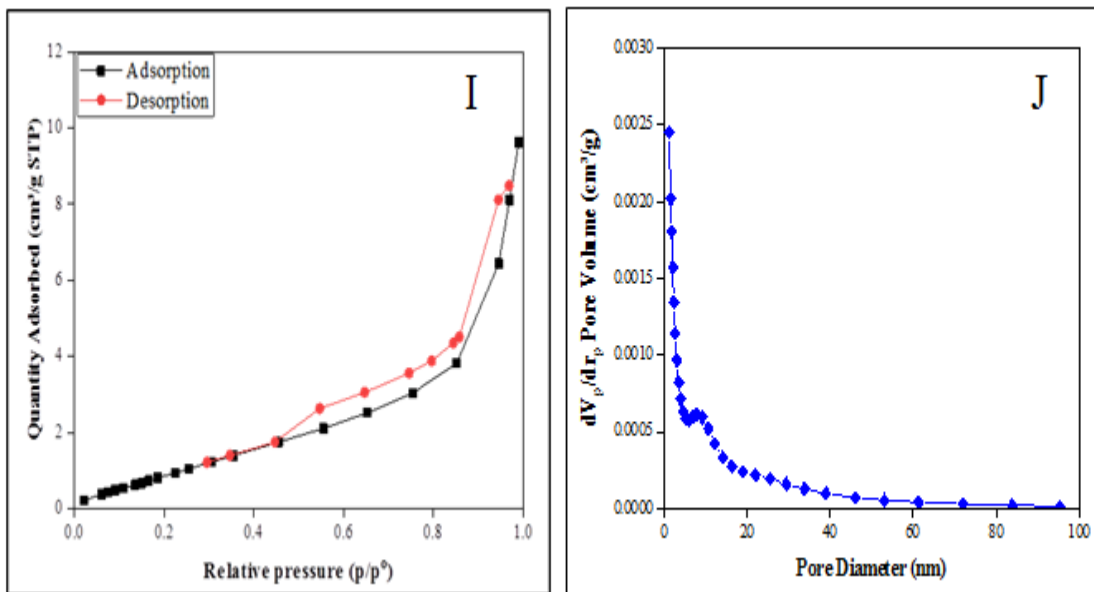 I
Adsorption
Desorption
12
10
8
6
4
2
0
0.0 0.2 0.4 0.6 0.8 1.0
Quantity Adsorbed (cm³/g STP)
Relative pressure (p/p⁰)
J
0.0030
0.0025
0.0020
0.0015
0.0010
0.0005
0.0000
0 20 40 60 80 100
dVₚ/drₚ Pore Volume (cm³/g)
Pore Diameter (nm)